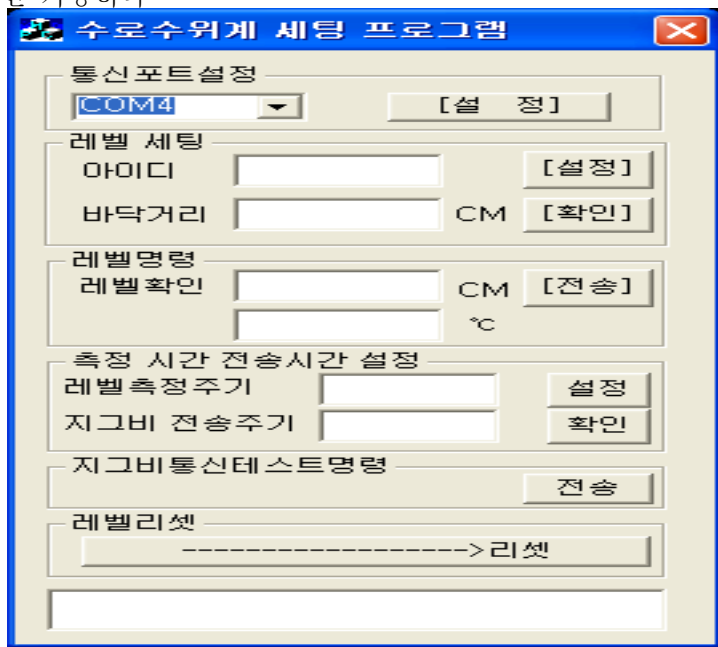 수로수위계 세팅 프로그램
통신포트설정
COM4 [설 정]
레벨 세팅
아이디 [설정]
바닥거리 CM [확인]
레벨명령
레벨확인 CM [전송]
℃
측정 시간 전송시간 설정
레벨측정주기 설정
지그비 전송주기 확인
지그비통신테스트명령
전송
레벨리셋
------------------>리셋